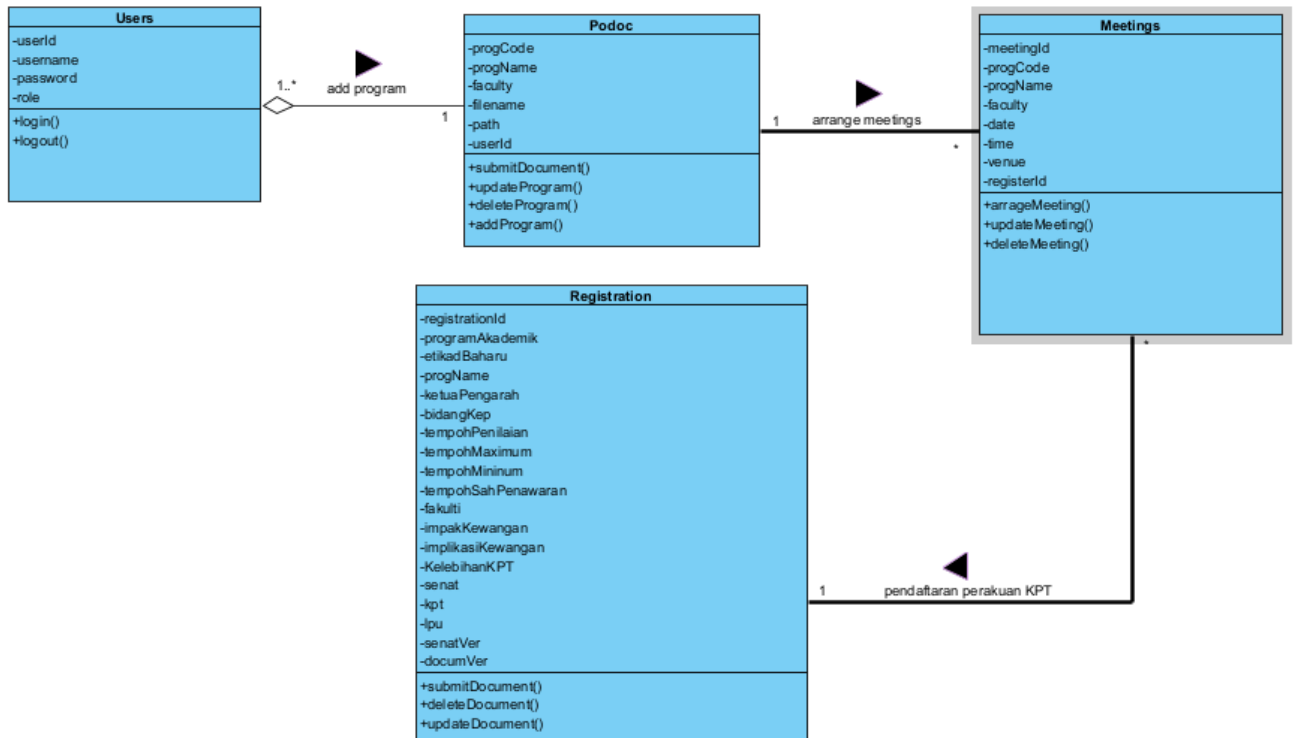 Users
-userId
-username
-password
-role
+login()
+logout()
1..*
add program
1
Podoc
-progCode
-progName
-faculty
-filename
-path
-userId
+submitDocument()
+updateProgram()
+deleteProgram()
+addProgram()
1
arrange meetings
*
Meetings
-meetingId
-progCode
-progName
-faculty
-date
-time
-venue
-registerId
+arrageMeeting()
+updateMeeting()
+deleteMeeting()
*
Registration
-registrationId
-programAkademik
-etikadBaharu
-progName
-ketuaPengarah
-bidangKep
-tempohPenilaian
-tempohMaximum
-tempohMininum
-tempohSahPenawaran
-fakulti
-impakKewangan
-implikasiKewangan
-KelebihanKPT
-senat
-kpt
-lpu
-senatVer
-documVer
+submitDocument()
+deleteDocument()
+updateDocument()
1
pendaftaran perakuan KPT